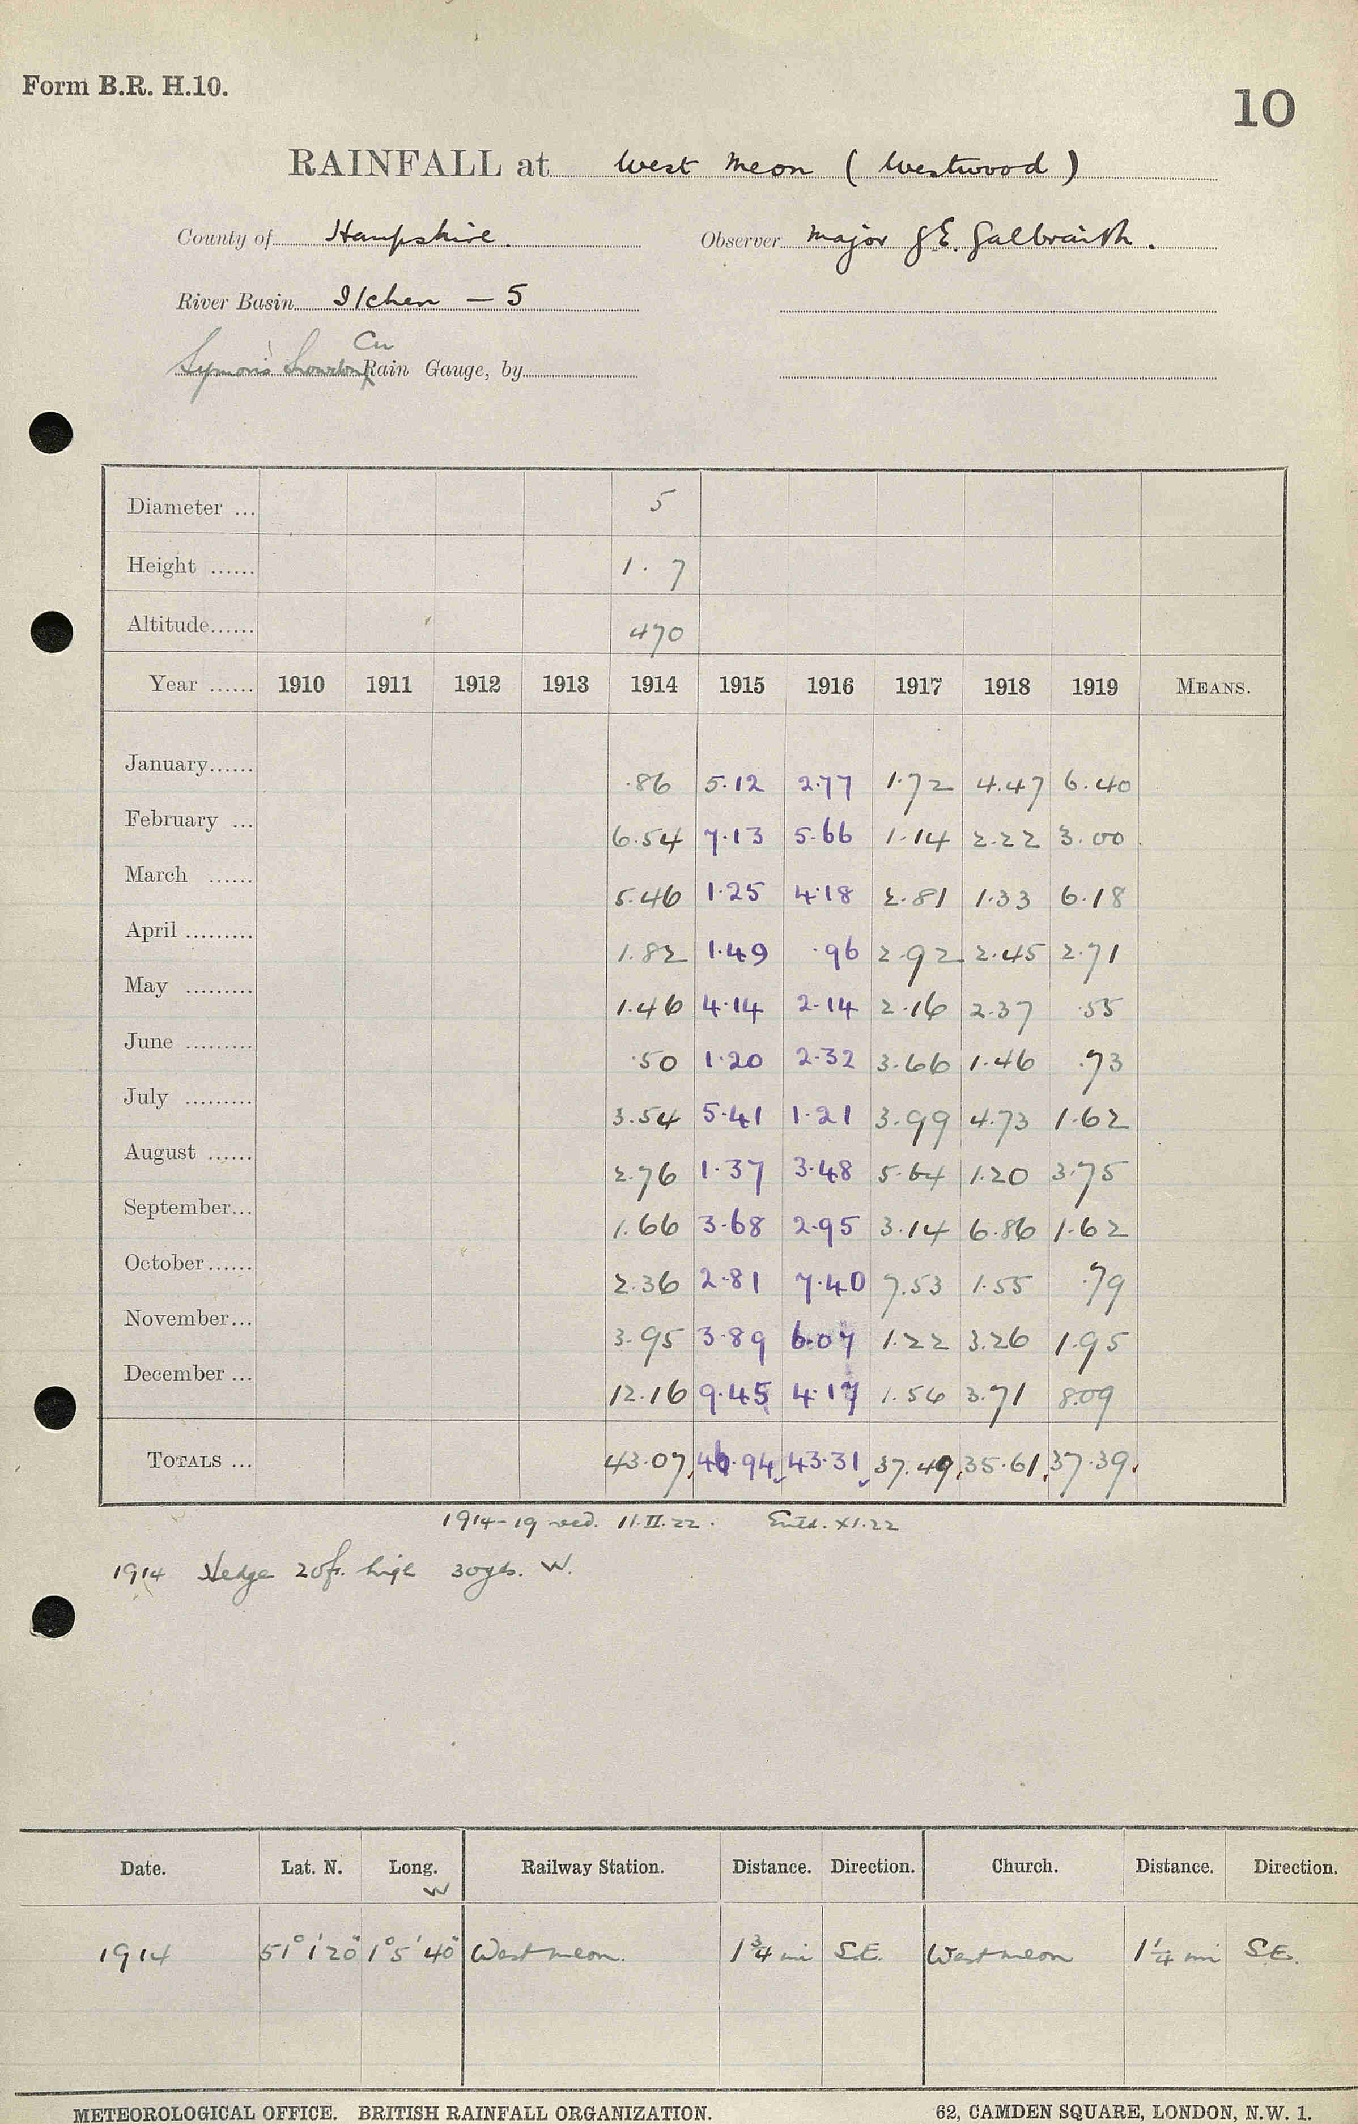 Form B.R. H.10.
10
RAINFALL at West Meon (Westwood)
County of Hampshire. Observer Major G.E. Galbraith.
River Basin Itchen - 5
Cu
Symons Snowdon Rain Gauge, by
Diameter ... 5
Height ...... 1. 7
Altitude...... 470
Year ...... 1910 1911 1912 1913 1914 1915 1916 1917 1918 1919 MEANS.
January...... .86 5.12 2.77 1.72 4.47 6.40
February ... 6.54 7.13 5.66 1.14 2.22 3.00
March ...... 5.46 1.25 4.18 2.81 1.33 6.18
April ......... 1.82 1.49 .96 2.92 2.45 2.71
May ......... 1.46 4.14 2.14 2.16 2.37 .55
June ......... .50 1.20 2.32 3.66 1.46 .73
July ......... 3.54 5.41 1.21 3.99 4.73 1.62
August ...... 2.76 1.37 3.48 5.64 1.20 3.75
September... 1.66 3.68 2.95 3.14 6.86 1.62
October...... 2.36 2.81 7.40 7.53 1.55 .79
November... 3.95 3.89 6.07 1.22 3.26 1.95
December ... 12.16 9.45 4.17 1.56 3.71 8.09
TOTALS ... 43.07 46.94 43.31 37.49 35.61 37.39
1914-19 recd. 11.II.22. Entd. XI.22
1914 Hedge 20ft. high 30yds. W.
Date. Lat. N. Long. W Railway Station. Distance. Direction. Church. Distance. Direction.
1914 51° 1' 20" 1° 5' 40" West meon. 1 3/4 mi S.E. West meon 1 1/4 mi S.E.
METEOROLOGICAL OFFICE. BRITISH RAINFALL ORGANIZATION. 62, CAMDEN SQUARE, LONDON, N.W. 1.